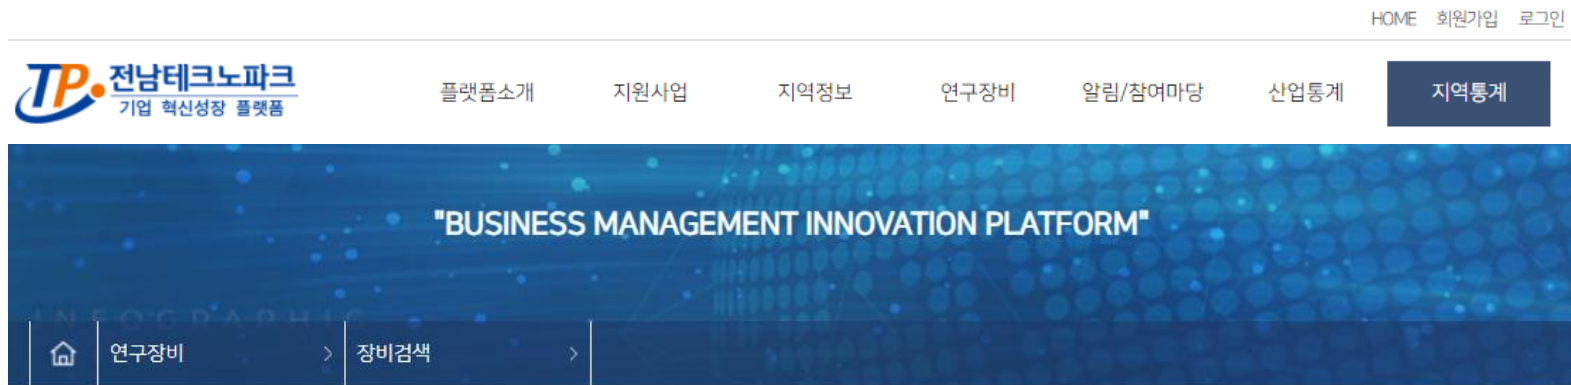 HOME 회원가입 로그인
TP 전남테크노파크
기업 혁신성장 플랫폼
플랫폼소개 지원사업 지역정보 연구장비 알림/참여마당 산업통계 지역통계
"BUSINESS MANAGEMENT INNOVATION PLATFORM"
INFOGRAPHIC
연구장비 > 장비검색 >